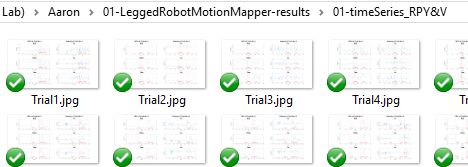 Lab) > Aaron > 01-LeggedRobotMotionMapper-results > 01-timeSeries_RPY&V
Trial1.jpg Trial2.jpg Trial3.jpg Trial4.jpg